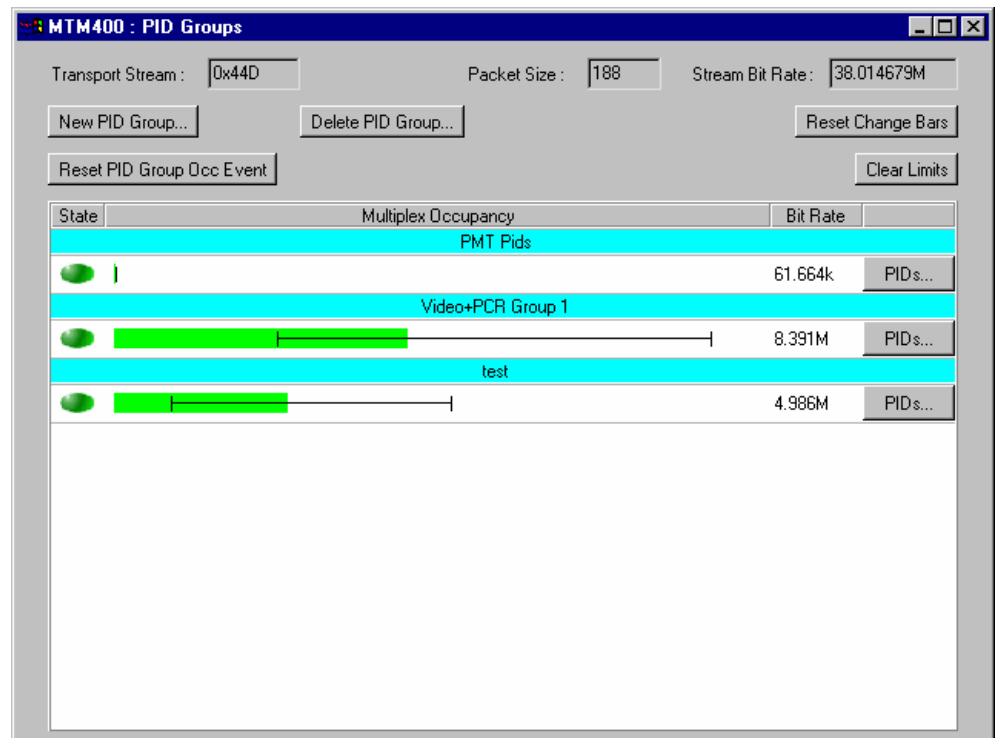 MTM400 : PID Groups
Transport Stream : 0x44D Packet Size : 188 Stream Bit Rate : 38.014679M
New PID Group... Delete PID Group... Reset Change Bars
Reset PID Group Occ Event Clear Limits
State Multiplex Occupancy Bit Rate
PMT Pids
61.664k PIDs...
Video+PCR Group 1
8.391M PIDs...
test
4.986M PIDs...